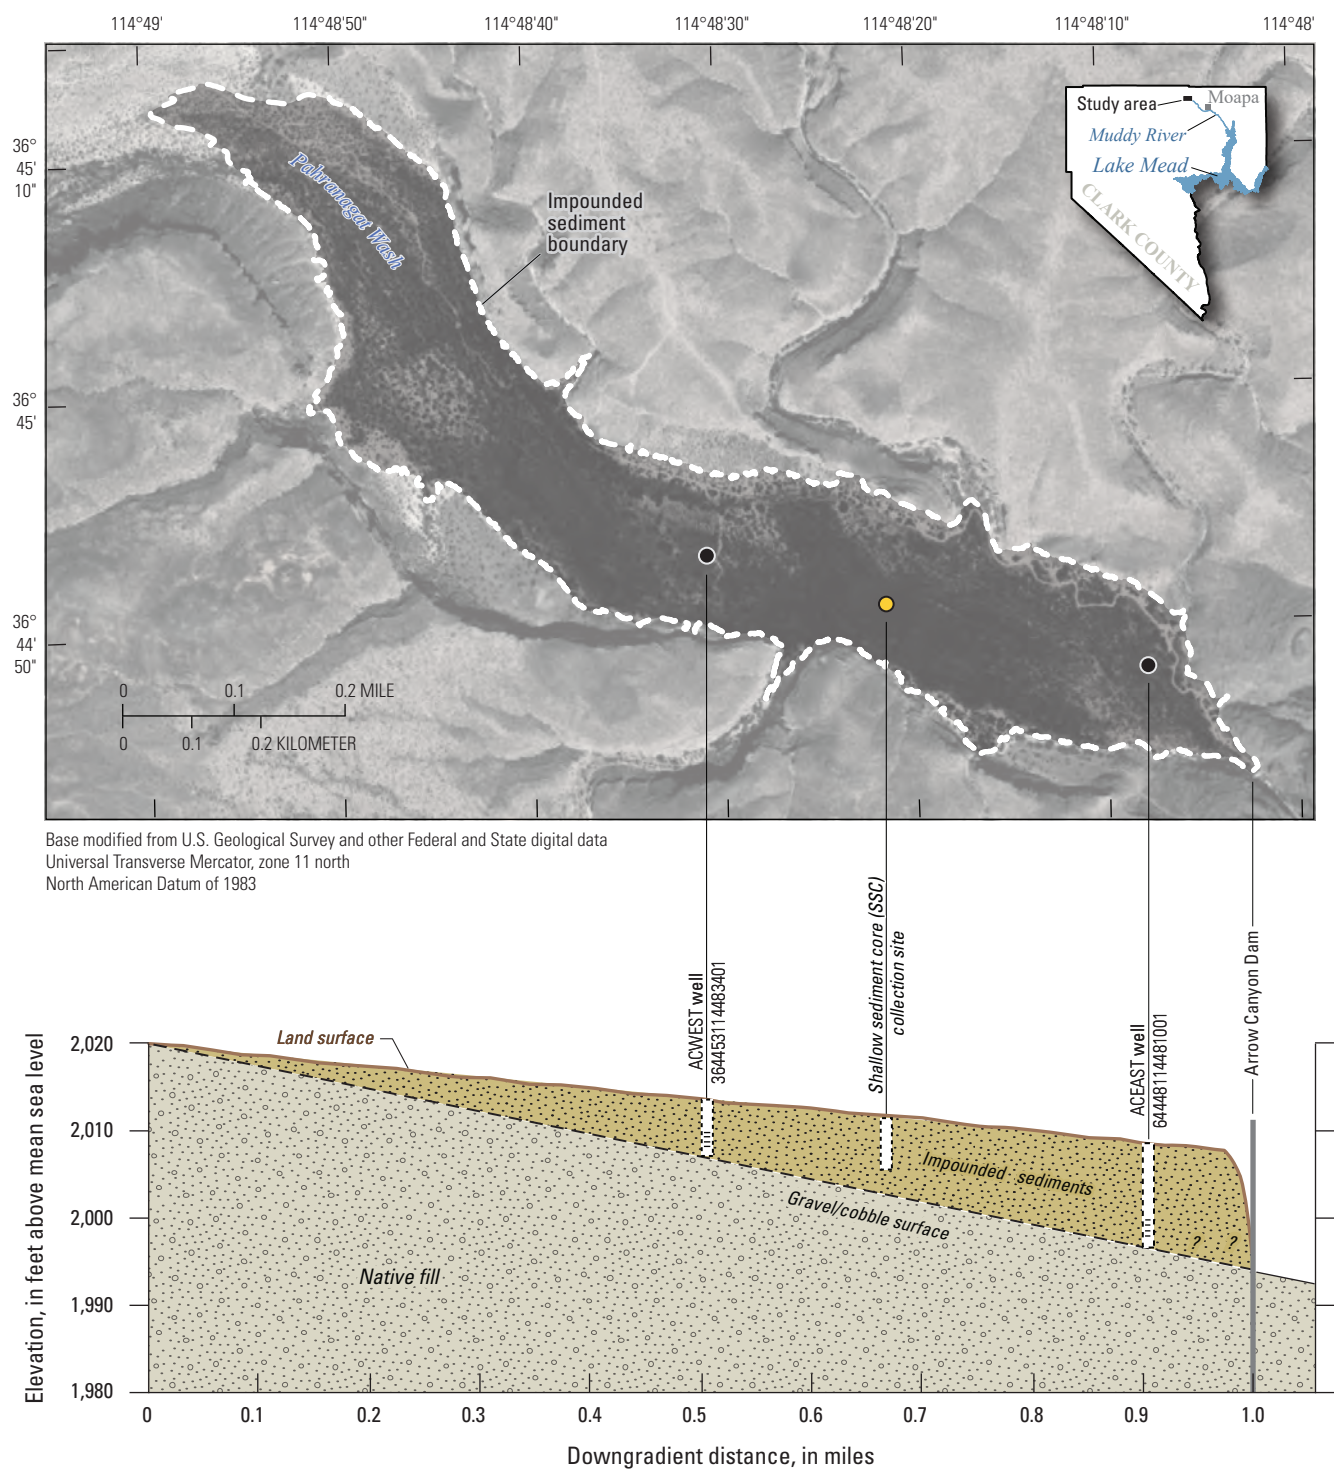 114°49'
114°48'50"
114°48'40"
114°48'30"
114°48'20"
114°48'10"
114°48'
36°
45'
10"
36°
45'
36°
44'
50"
Pahranagat Wash
Impounded
sediment
boundary
Study area
Moapa
Muddy River
Lake Mead
CLARK COUNTY
0 0.1 0.2 MILE
0 0.1 0.2 KILOMETER
Base modified from U.S. Geological Survey and other Federal and State digital data
Universal Transverse Mercator, zone 11 north
North American Datum of 1983
ACWEST well
364453114483401
Shallow sediment core (SSC)
collection site
ACEAST well
64448114481001
Arrow Canyon Dam
Elevation, in feet above mean sea level
2,020
2,010
2,000
1,990
1,980
Land surface
Impounded sediments
Gravel/cobble surface
Native fill
? ?
0 0.1 0.2 0.3 0.4 0.5 0.6 0.7 0.8 0.9 1.0
Downgradient distance, in miles